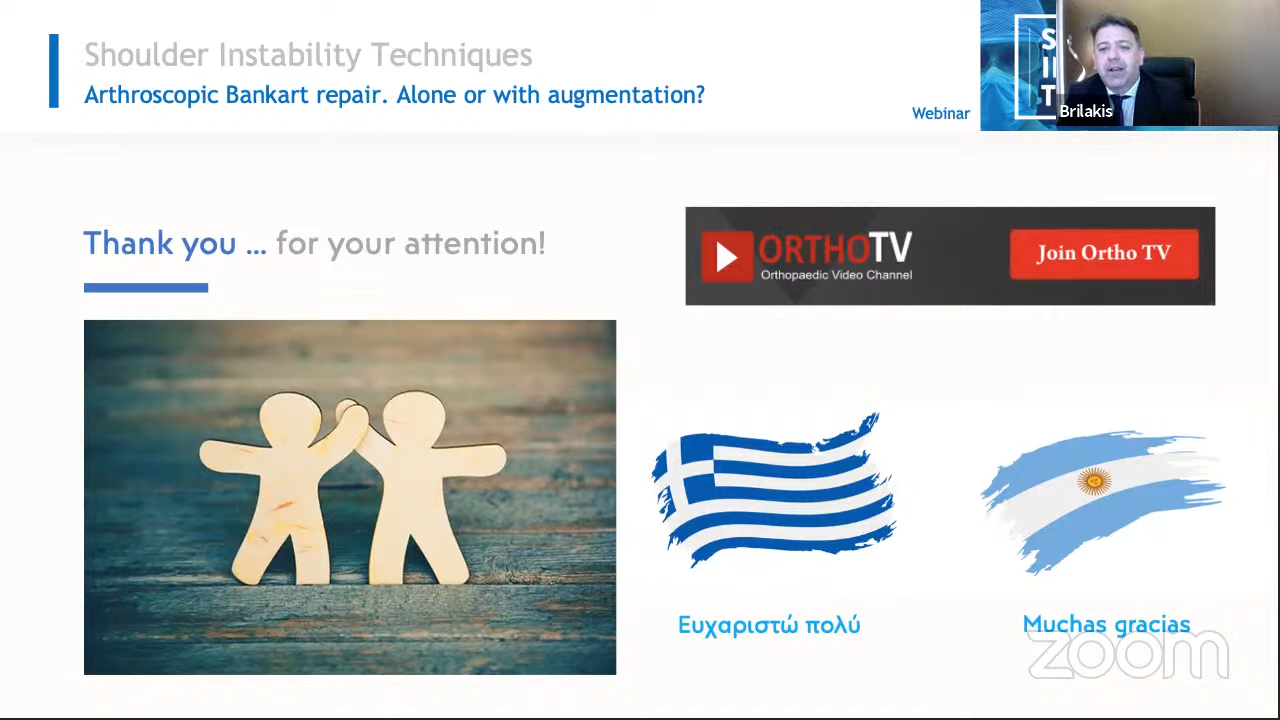 Shoulder Instability Techniques
Arthroscopic Bankart repair. Alone or with augmentation?
Webinar
S
I
T
Brilakis
Thank you ... for your attention!
ORTHOTV
Orthopaedic Video Channel
Join Ortho TV
Ευχαριστώ πολύ
Muchas gracias
zoom